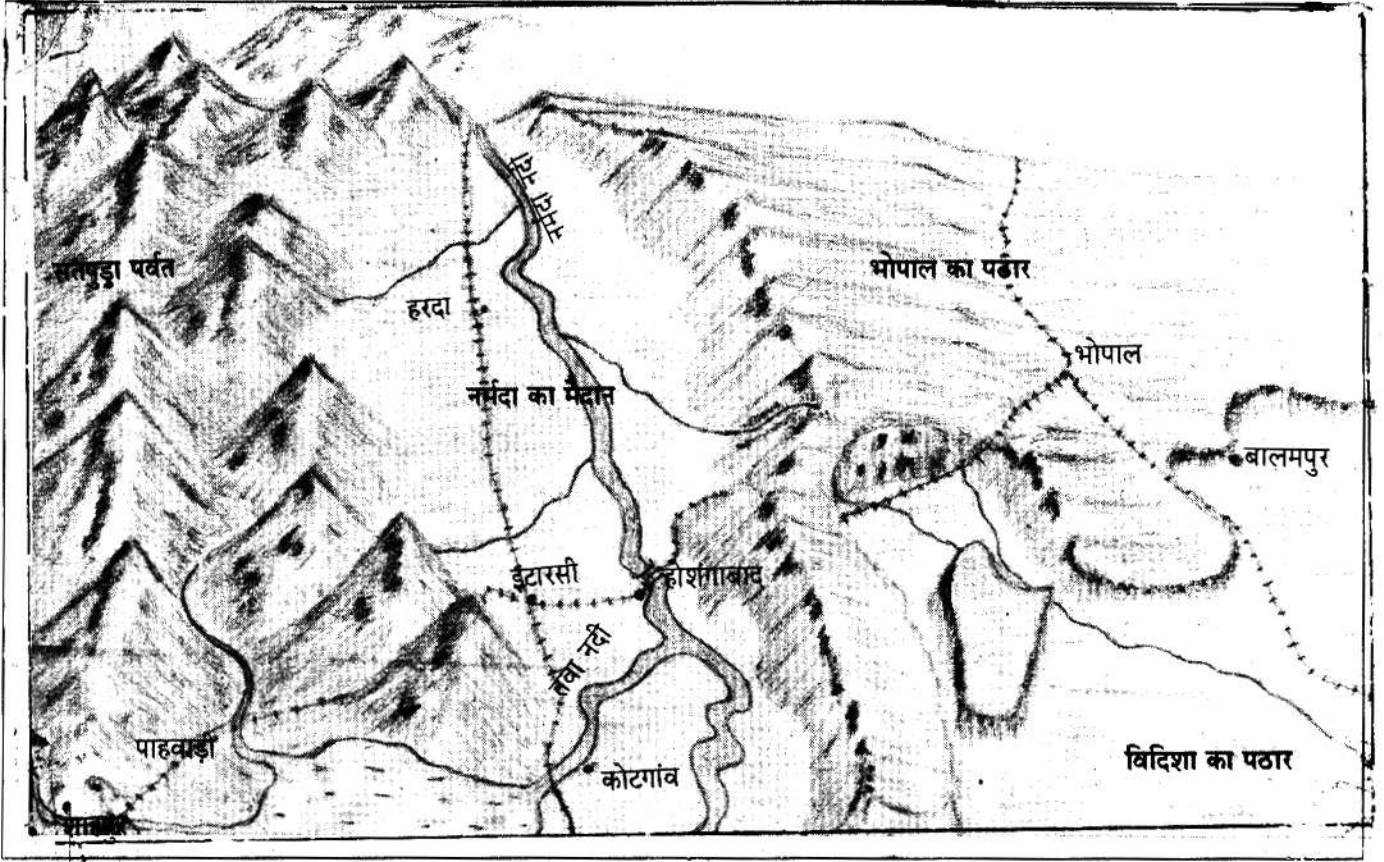 नर्मदा नदी
सतपुड़ा पर्वत
भोपाल का पठार
हरदा
भोपाल
नर्मदा का मैदान
बालमपुर
इटारसी
होशंगाबाद
तवा नदी
पाहवाड़ी
कोटगांव
विदिशा का पठार